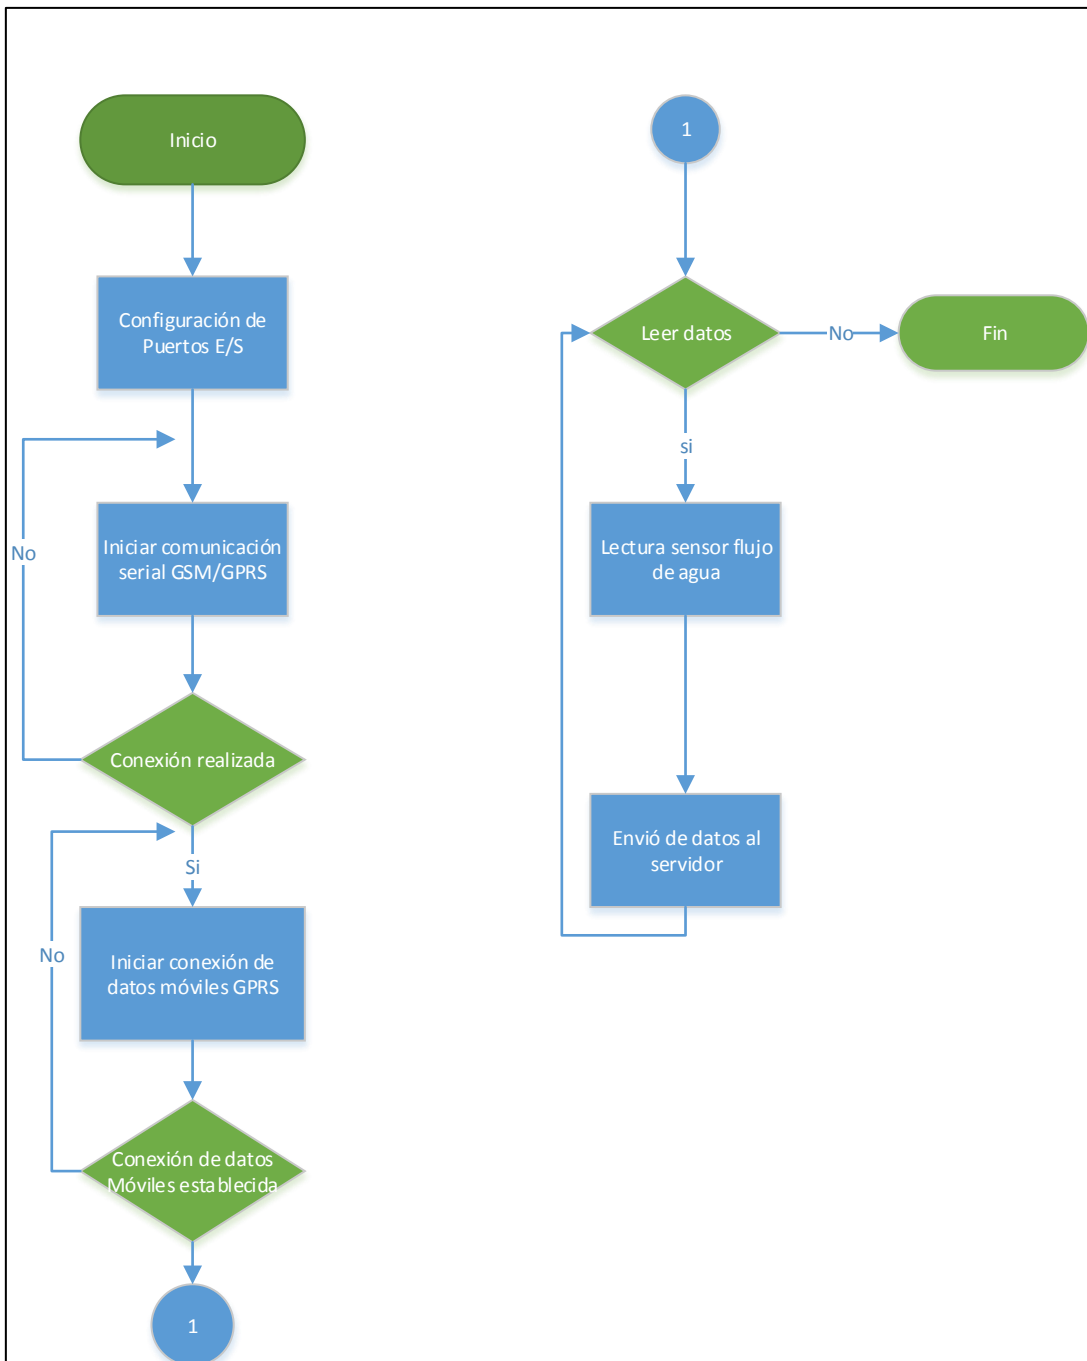 Inicio
Configuración de
Puertos E/S
Iniciar comunicación
serial GSM/GPRS
No
Conexión realizada
Si
Iniciar conexión de
datos móviles GPRS
No
Conexión de datos
Móviles establecida
1
1
Leer datos
No
Fin
si
Lectura sensor flujo
de agua
Envió de datos al
servidor